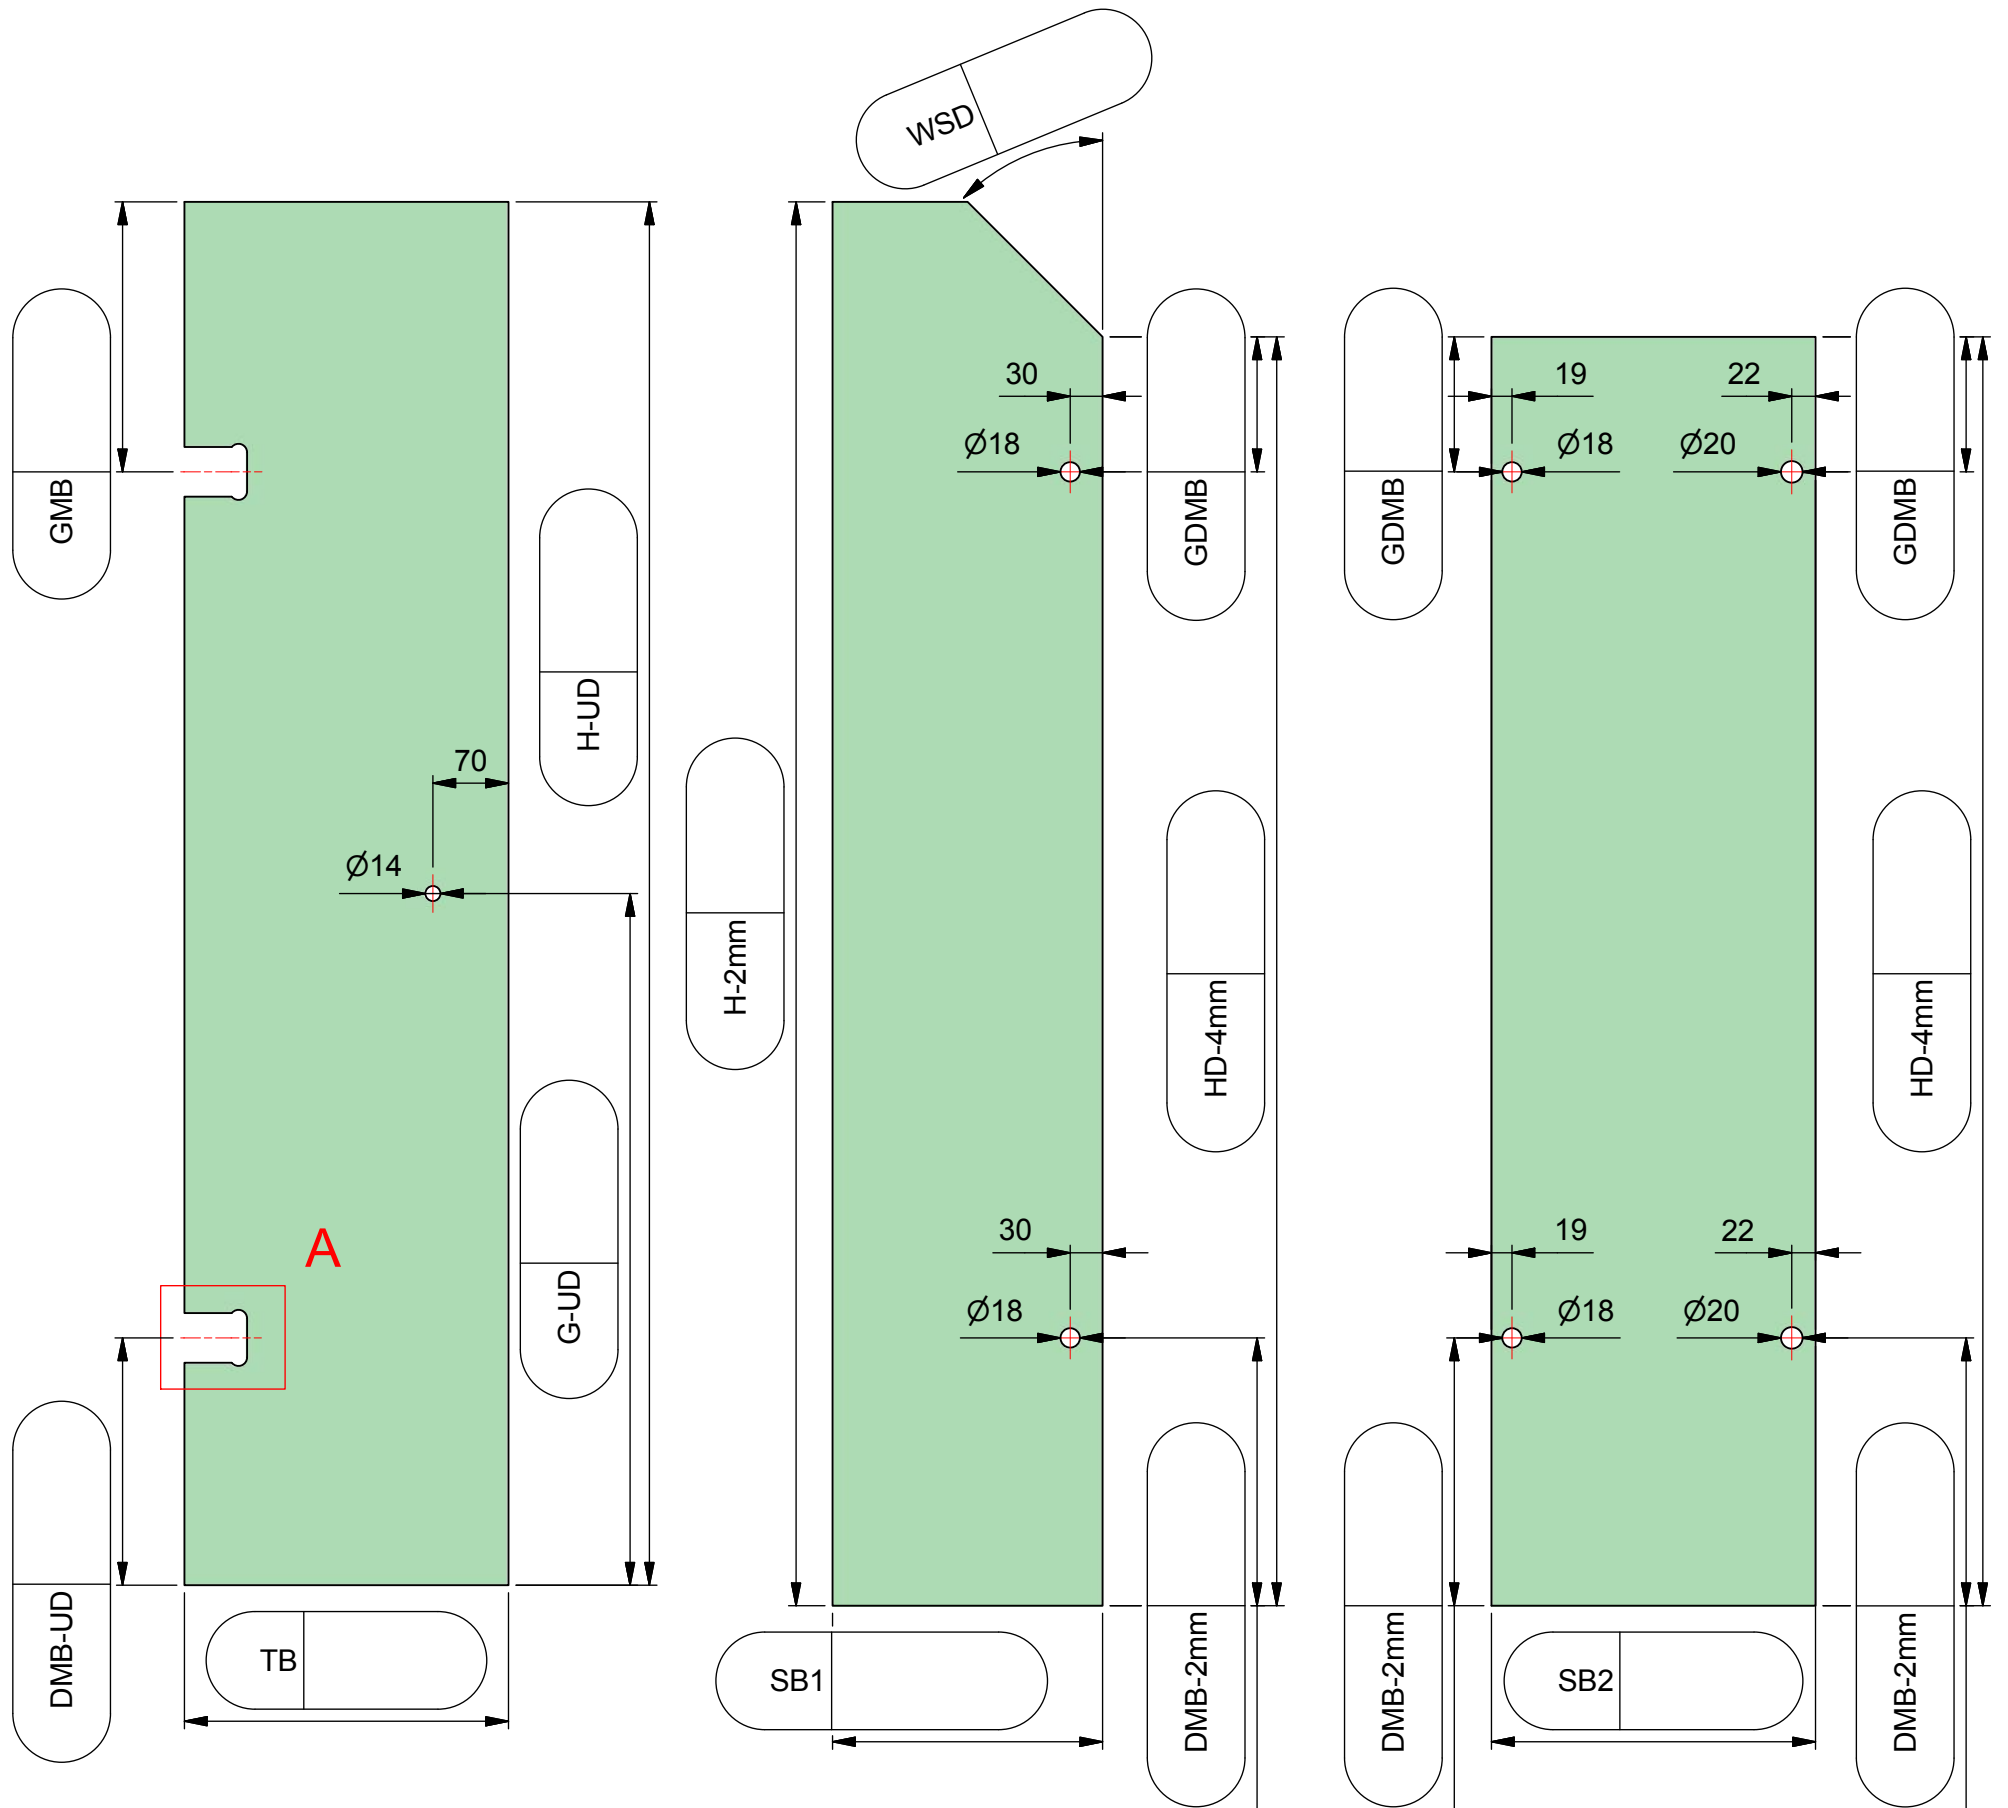 WSD
GMB
30
Ø18
GDMB
GDMB
19
22
Ø18
Ø20
GDMB
H-UD
70
Ø14
H-2mm
HD-4mm
HD-4mm
A
G-UD
30
Ø18
19
22
Ø18
Ø20
DMB-UD
TB
SB1
DMB-2mm
DMB-2mm
SB2
DMB-2mm